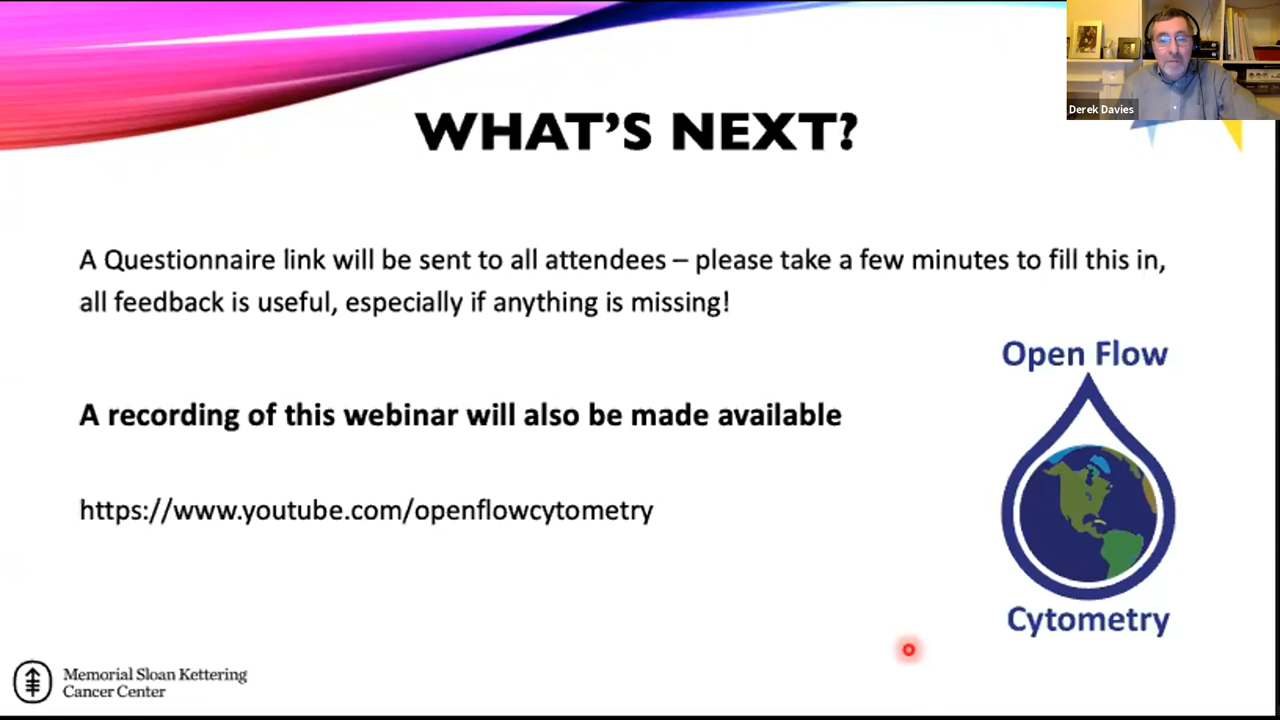 Derek Davies
WHAT'S NEXT?
A Questionnaire link will be sent to all attendees – please take a few minutes to fill this in,
all feedback is useful, especially if anything is missing!
Open Flow
A recording of this webinar will also be made available
https://www.youtube.com/openflowcytometry
Cytometry
Memorial Sloan Kettering
Cancer Center